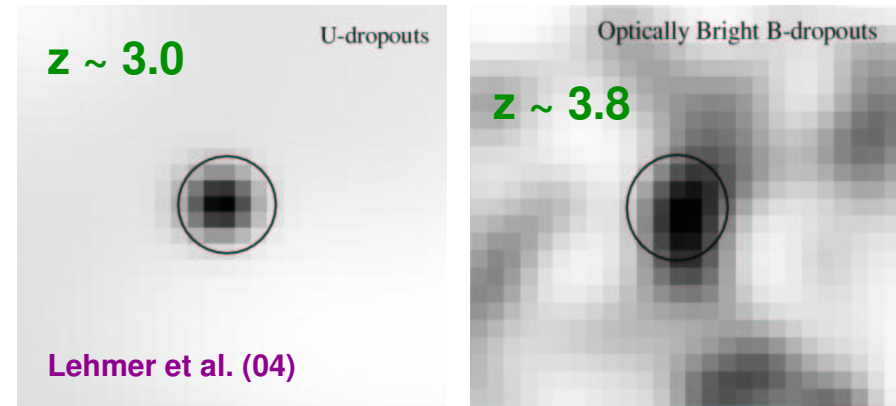 U-dropouts
z ~ 3.0
Lehmer et al. (04)
Optically Bright B-dropouts
z ~ 3.8